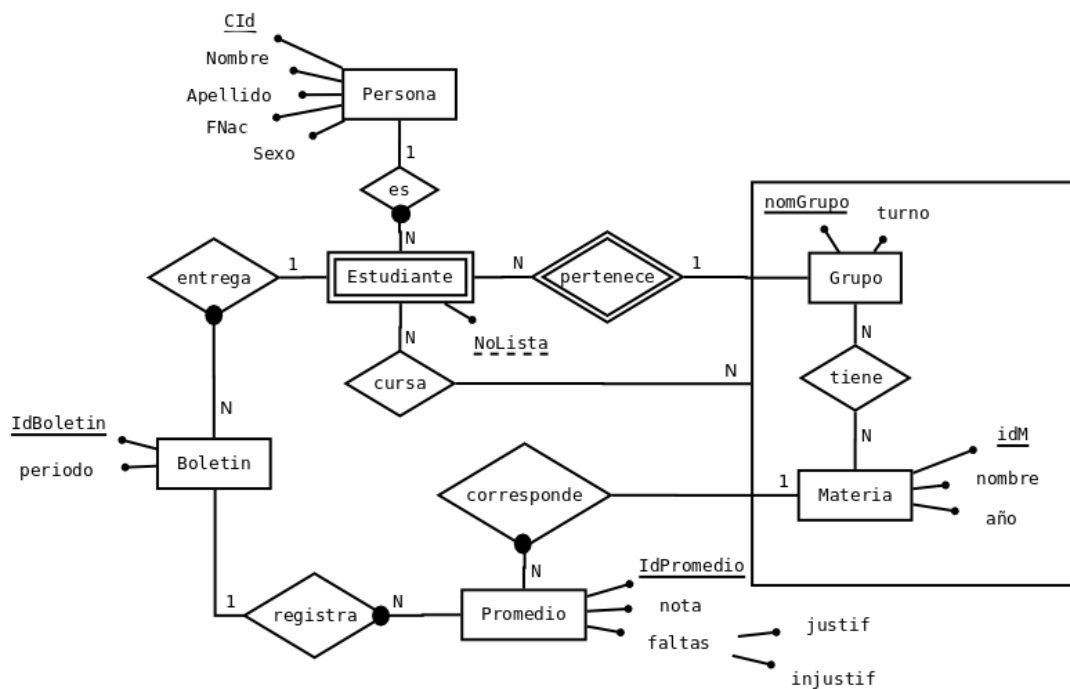 CId
Nombre
Apellido
FNac
Sexo
Persona
1
es
N
entrega
1
Estudiante
N
pertenece
1
nomGrupo
turno
Grupo
NoLista
N
cursa
N
N
tiene
N
IdBoletin
periodo
N
Boletin
corresponde
1
Materia
idM
nombre
año
N
IdPromedio
nota
faltas
justif
injustif
1
registra
N
Promedio